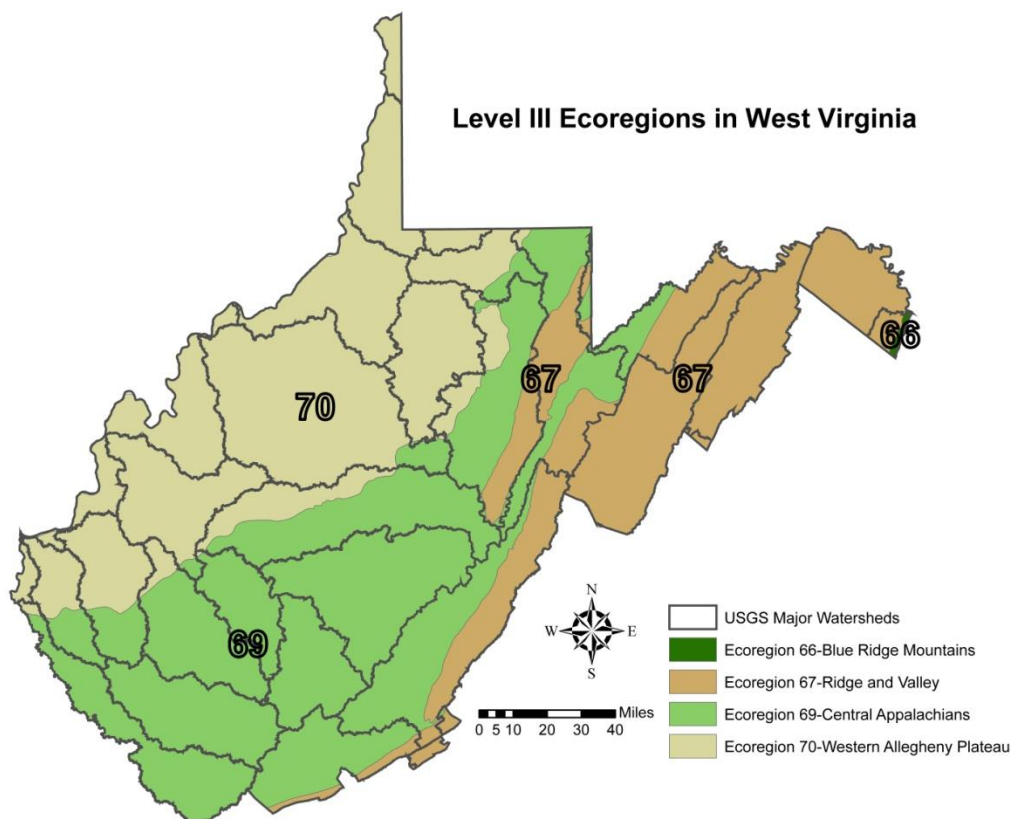 Level III Ecoregions in West Virginia
66
67
67
70
69
N
W E
S
Miles
0 5 10 20 30 40
USGS Major Watersheds
Ecoregion 66-Blue Ridge Mountains
Ecoregion 67-Ridge and Valley
Ecoregion 69-Central Appalachians
Ecoregion 70-Western Allegheny Plateau